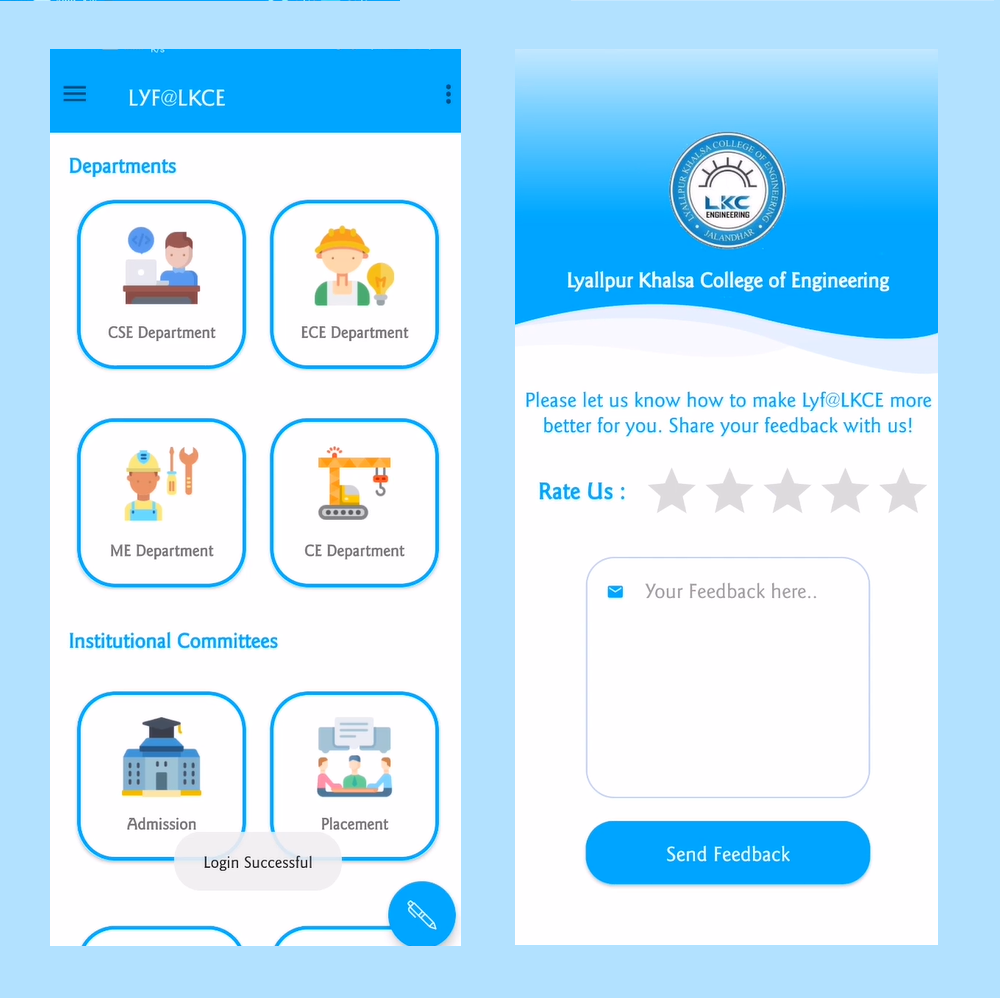 K/s
LYF@LKCE
Departments
CSE Department
ECE Department
ME Department
CE Department
Institutional Committees
Admission
Placement
Login Successful
LYALLPUR KHALSA COLLEGE OF ENGINEERING
LKC
ENGINEERING
• JALANDHAR •
Lyallpur Khalsa College of Engineering
Please let us know how to make Lyf@LKCE more
better for you. Share your feedback with us!
Rate Us :
Your Feedback here..
Send Feedback